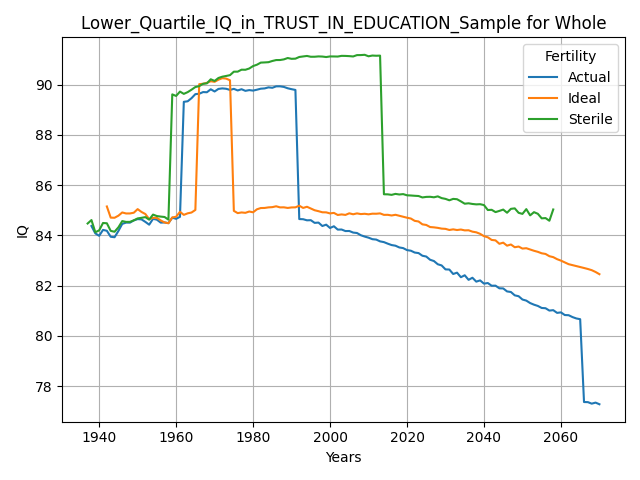 Lower_Quartile_IQ_in_TRUST_IN_EDUCATION_Sample for Whole
Fertility
Actual
Ideal
Sterile
IQ
90
88
86
84
82
80
78
1940 1960 1980 2000 2020 2040 2060
Years